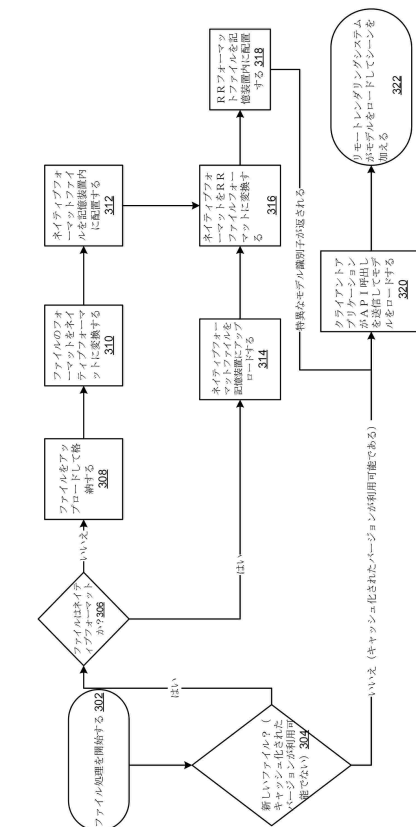 ファイル処理を開始する 302
新しいファイル?(
キャッシュ化された
バージョンが利用可
能でない) 304
はい
いいえ(キャッシュ化されたバージョンが利用可能である)
ファイルはネイテ
ィブフォーマット
か?306
いいえ
はい
ファイルをアッ
プロードして格
納する
308
ファイルのフォ
ーマットをネイ
ティブフォーマ
ットに変換する
310
ネイティブフォ
ーマットファイ
ルを記憶装置内
に配置する
312
ネイティブフォー
マットファイルを
記憶装置にアップ
ロードする
314
ネイティブフォ
ーマットをRR
ファイルフォー
マットに変換す
る
316
RRフォーマッ
トファイルを記
憶装置内に配置
する
318
特異なモデル識別子が返される
クライアントア
プリケーション
がAPI呼出し
を送信してモデ
ルをロードする
320
リモートレンダリングシステム
がモデルをロードしてシーンを
加える
322